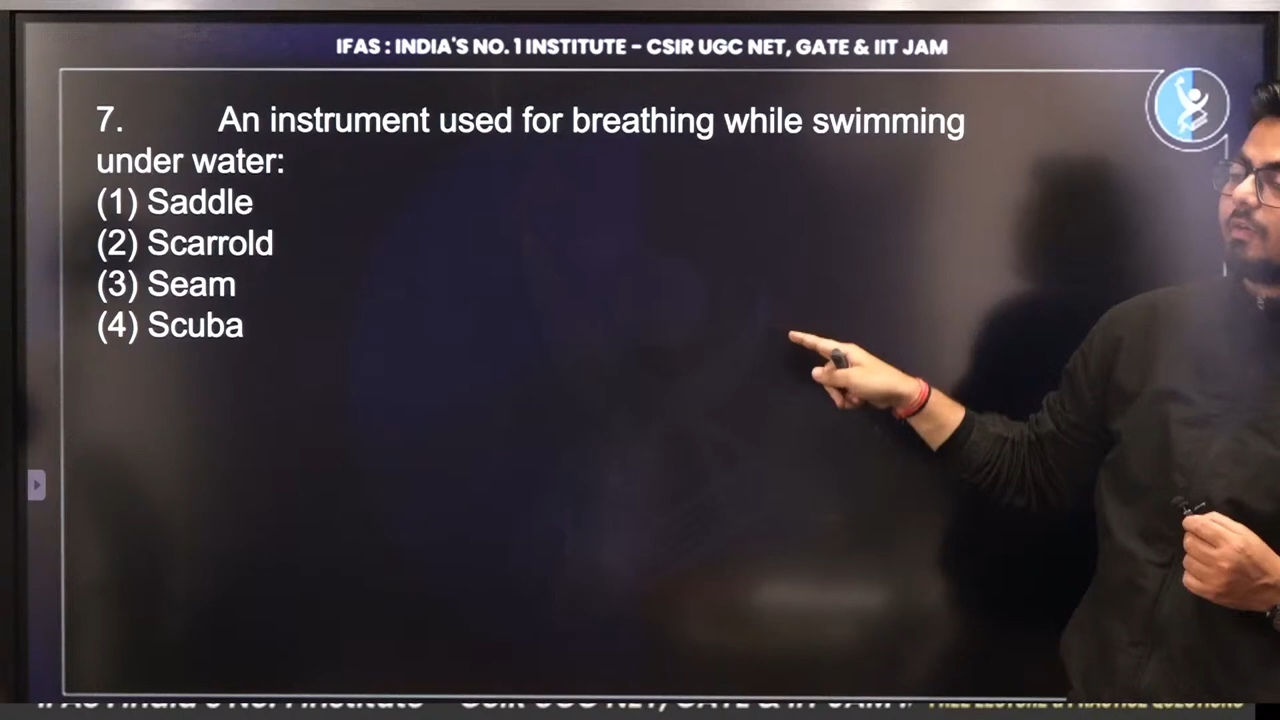 IFAS : INDIA'S NO. 1 INSTITUTE – CSIR UGC NET, GATE & IIT JAM
7. An instrument used for breathing while swimming
under water:
(1) Saddle
(2) Scarrold
(3) Seam
(4) Scuba